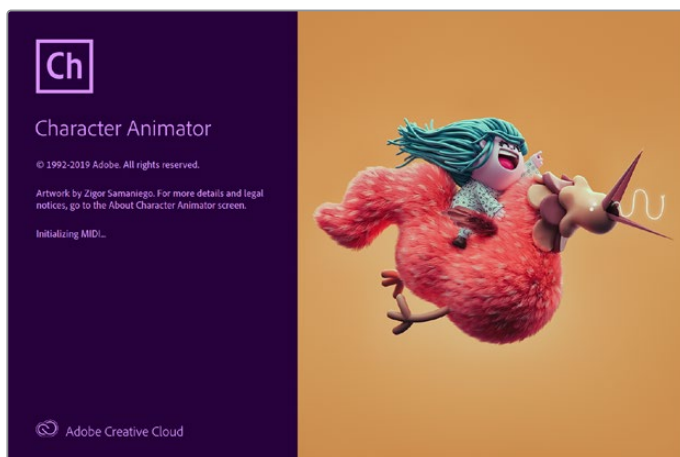 Ch
Character Animator
© 1992-2019 Adobe. All rights reserved.
Artwork by Zigor Samaniego. For more details and legal
notices, go to the About Character Animator screen.
Initializing MIDI...
Adobe Creative Cloud